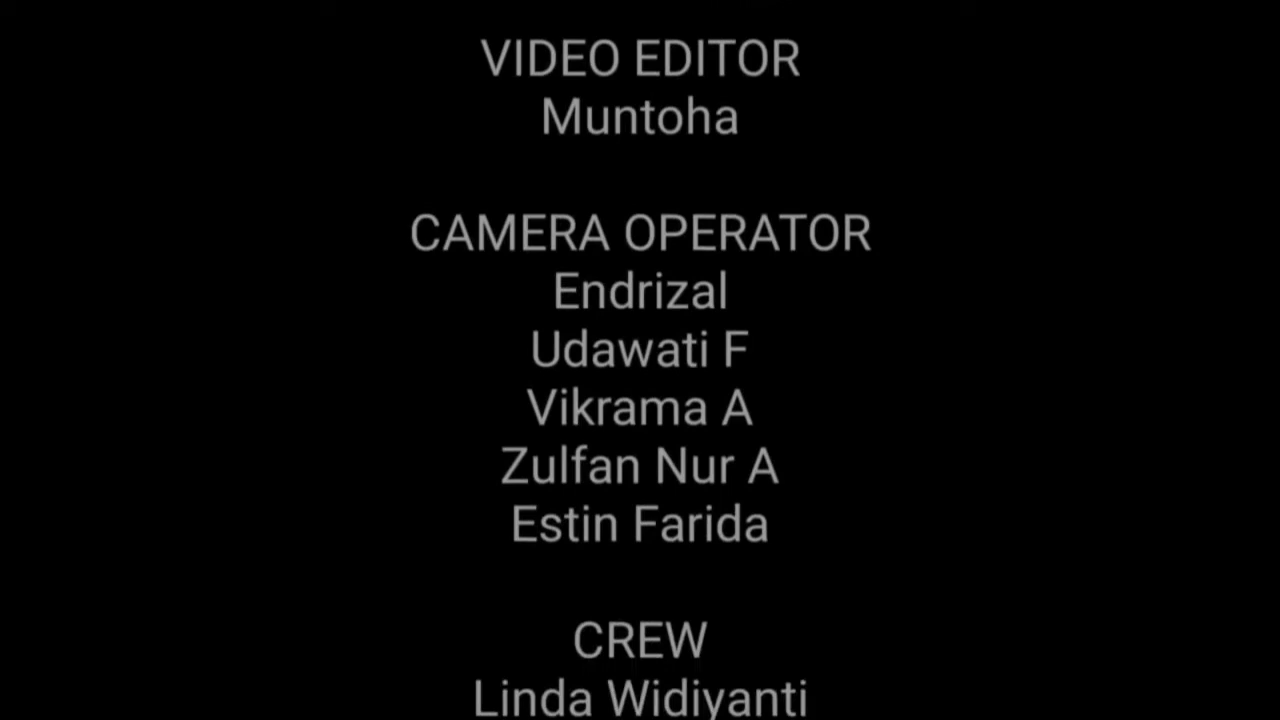 VIDEO EDITOR
Muntoha
CAMERA OPERATOR
Endrizal
Udawati F
Vikrama A
Zulfan Nur A
Estin Farida
CREW
Linda Widiyanti